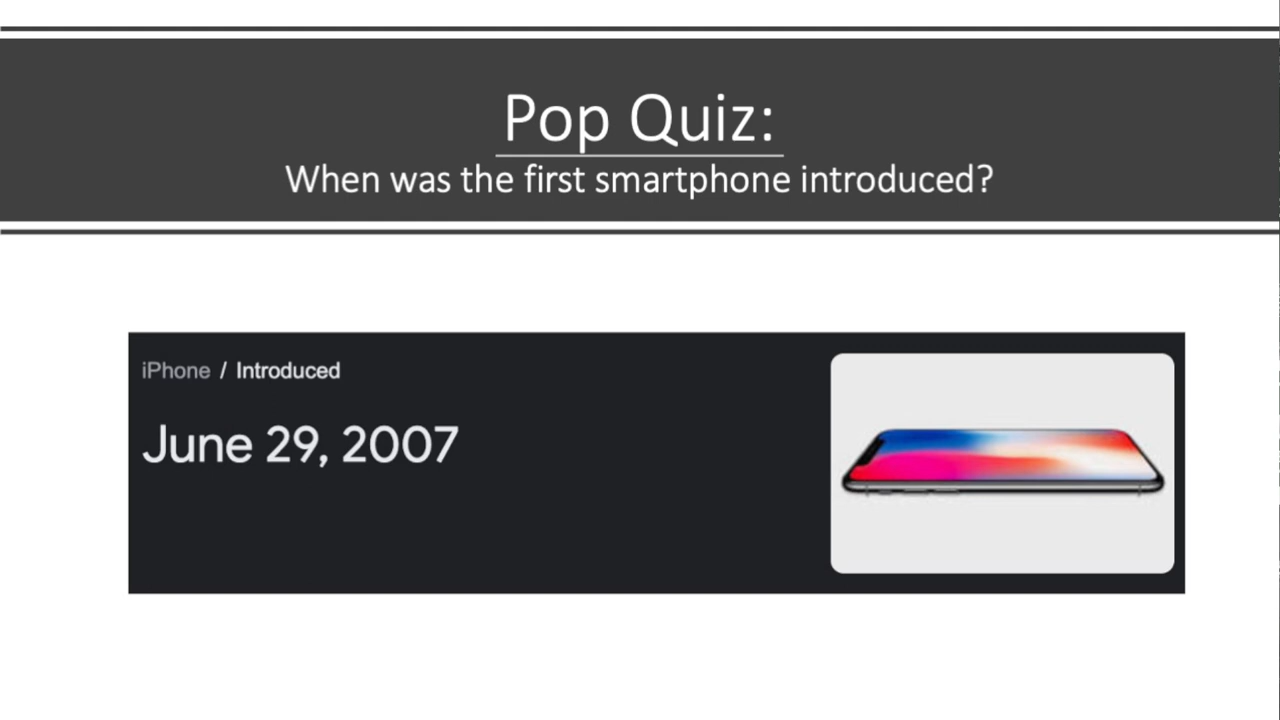 Pop Quiz:
When was the first smartphone introduced?
iPhone / Introduced
June 29, 2007